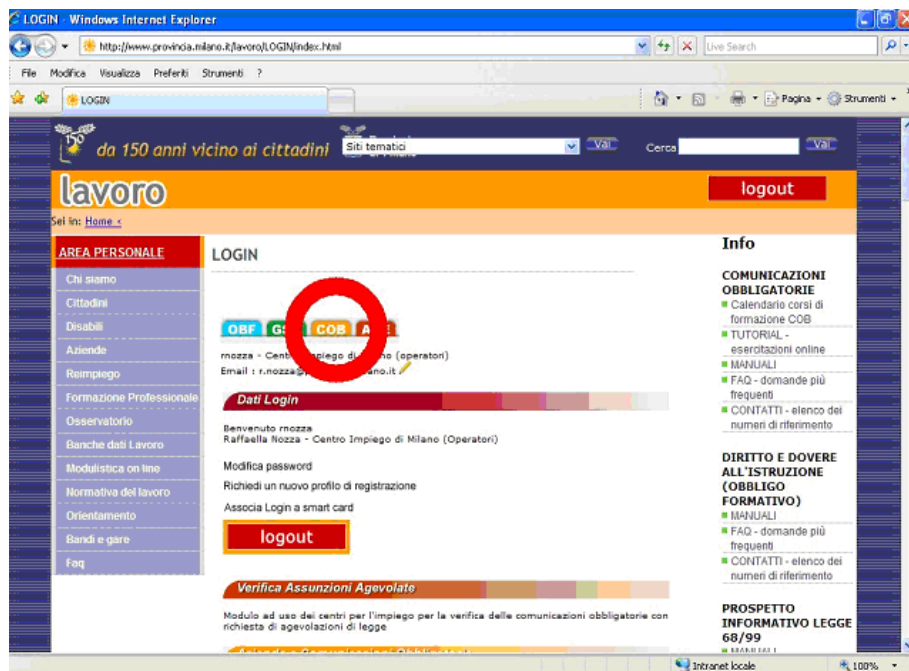 LOGIN - Windows Internet Explorer
http://www.provincia.milano.it/lavoro/LOGIN/index.html
Live Search
File Modifica Visualizza Preferiti Strumenti ?
LOGIN
Pagina Strumenti
150
da 150 anni vicino ai cittadini
Siti tematici
Vai
Cerca
Vai
lavoro
logout
Sei in: Home <
AREA PERSONALE
Chi siamo
Cittadini
Disabili
Aziende
Reimpiego
Formazione Professionale
Osservatorio
Banche dati Lavoro
Modulistica on line
Normativa del lavoro
Orientamento
Bandi e gare
Faq
LOGIN
OBF
COB
rnozza - Centro Impiego di Milano (operatori)
Email : r.nozza@
Dati Login
Benvenuto rnozza
Raffaella Nozza - Centro Impiego di Milano (Operatori)
Modifica password
Richiedi un nuovo profilo di registrazione
Associa Login a smart card
logout
Verifica Assunzioni Agevolate
Modulo ad uso dei centri per l'impiego per la verifica delle comunicazioni obbligatorie con
richiesta di agevolazioni di legge
Info
COMUNICAZIONI
OBBLIGATORIE
Calendario corsi di
formazione COB
TUTORIAL -
esercitazioni online
MANUALI
FAQ - domande più
frequenti
CONTATTI - elenco dei
numeri di riferimento
DIRITTO E DOVERE
ALL'ISTRUZIONE
(OBBLIGO
FORMATIVO)
MANUALI
FAQ - domande più
frequenti
CONTATTI - elenco dei
numeri di riferimento
PROSPETTO
INFORMATIVO LEGGE
68/99
MANUALI
Intranet locale
100%